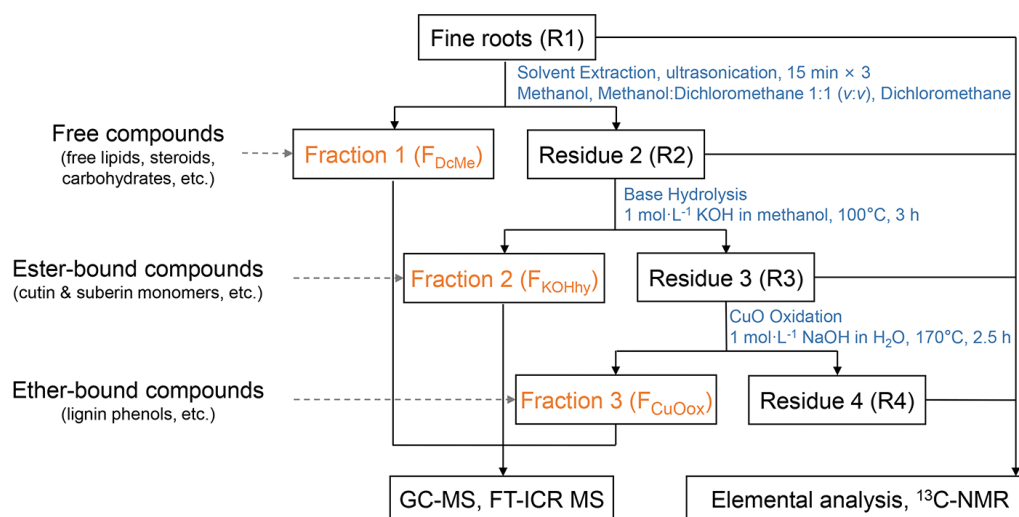 Fine roots (R1)
Solvent Extraction, ultrasonication, 15 min × 3
Methanol, Methanol:Dichloromethane 1:1 (v:v), Dichloromethane
Free compounds
(free lipids, steroids,
carbohydrates, etc.)
Fraction 1 (F_DcMe)
Residue 2 (R2)
Base Hydrolysis
1 mol·L⁻¹ KOH in methanol, 100°C, 3 h
Ester-bound compounds
(cutin & suberin monomers, etc.)
Fraction 2 (F_KOHhy)
Residue 3 (R3)
CuO Oxidation
1 mol·L⁻¹ NaOH in H₂O, 170°C, 2.5 h
Ether-bound compounds
(lignin phenols, etc.)
Fraction 3 (F_CuOox)
Residue 4 (R4)
GC-MS, FT-ICR MS
Elemental analysis, ¹³C-NMR